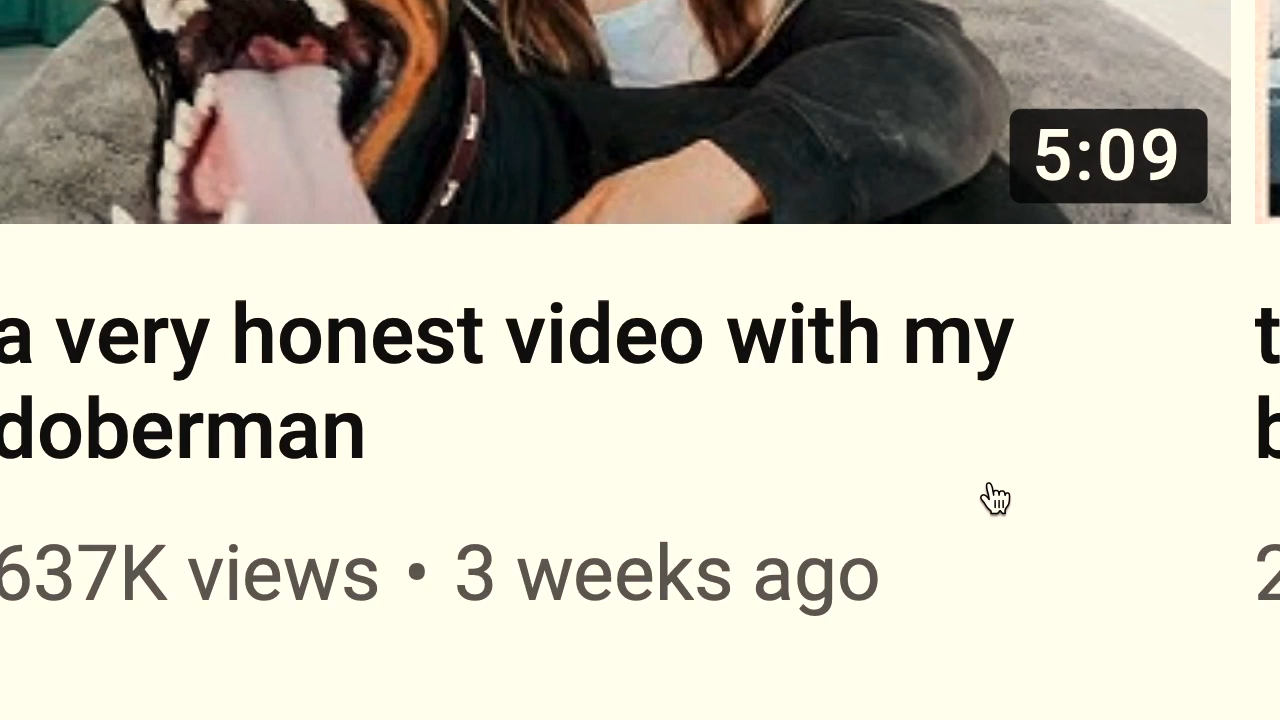 5:09
a very honest video with my
doberman
637K views • 3 weeks ago